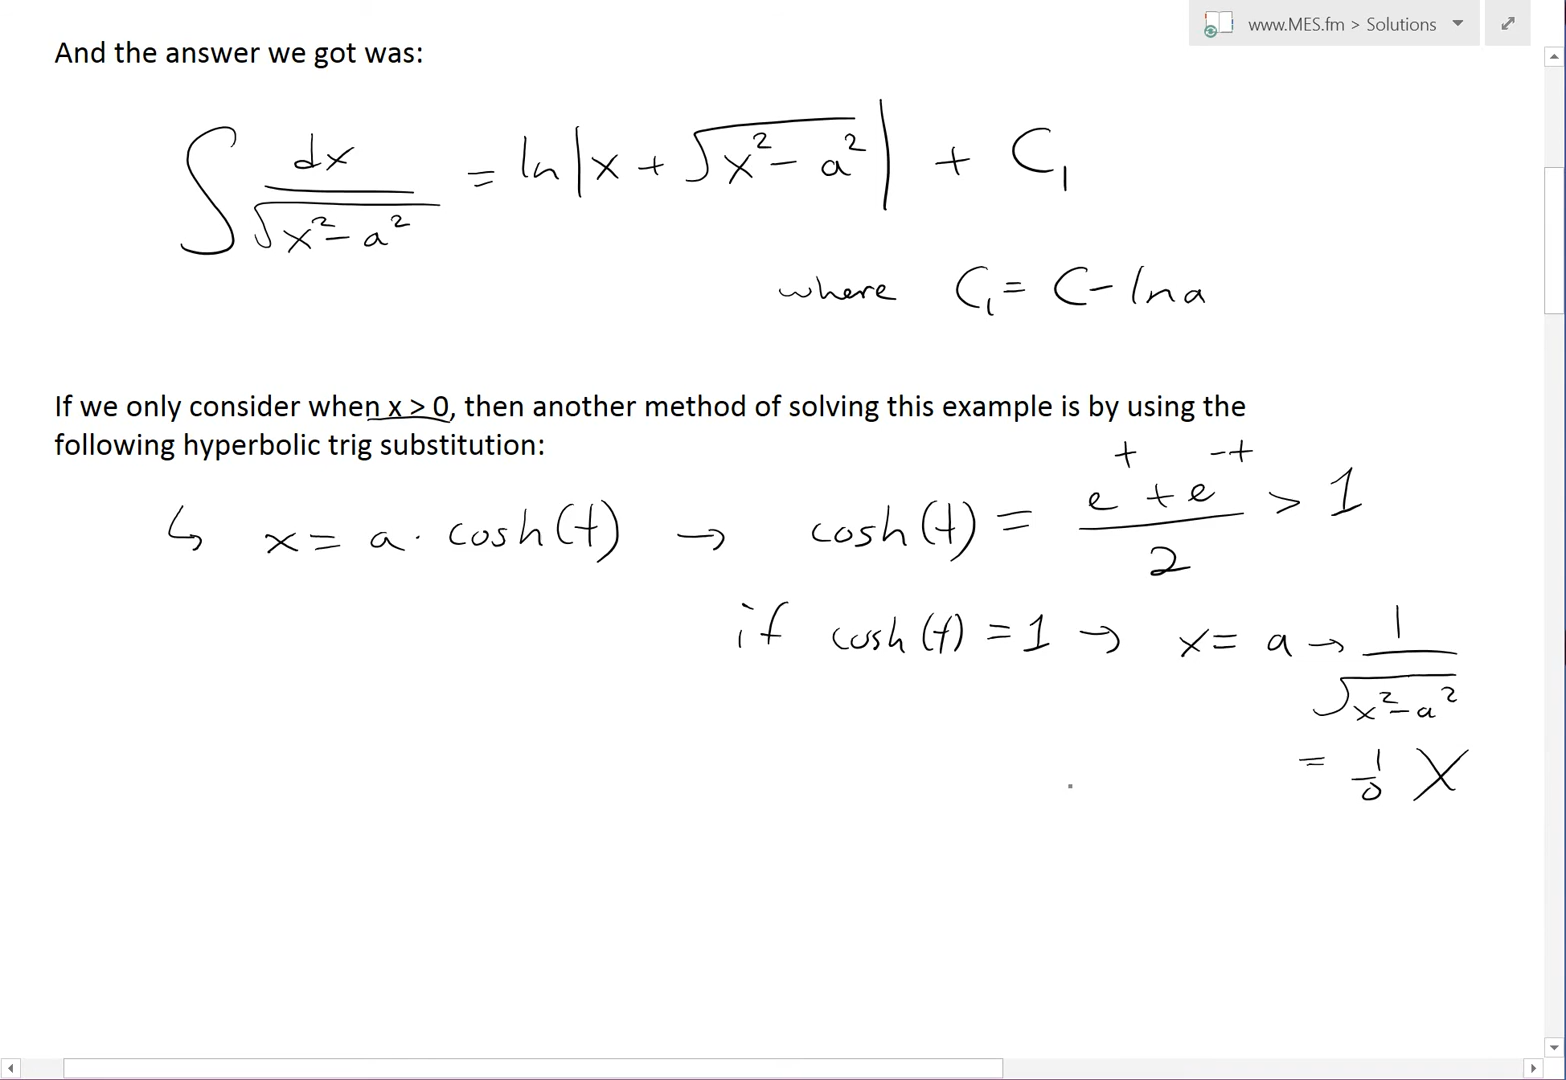 www.MES.fm > Solutions
And the answer we got was:
∫ dx/√(x² − a²) = ln|x + √(x² − a²)| + C₁
where C₁ = C − ln a
If we only consider when x > 0, then another method of solving this example is by using the
following hyperbolic trig substitution:
↳ x = a · cosh(t) → cosh(t) = (e^t + e^−t)/2 > 1
if cosh(t) = 1 → x = a → 1/√(x² − a²)
= 1/0 X